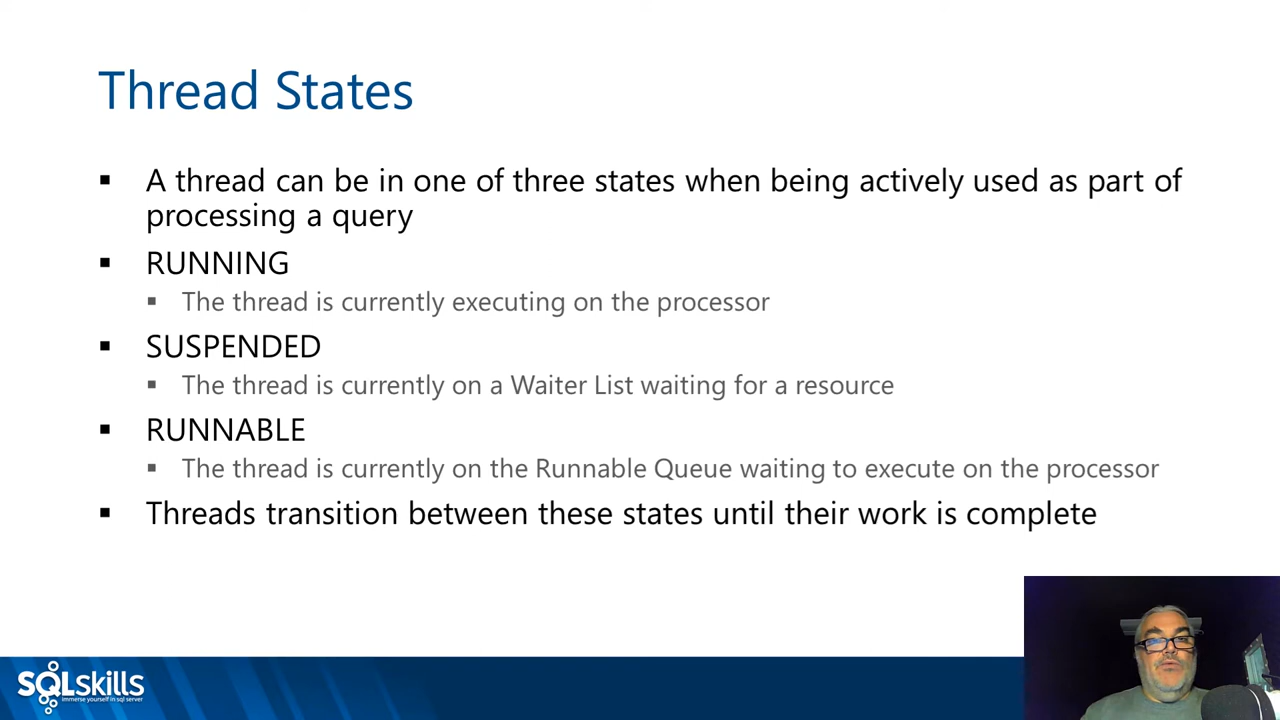 Thread States
▪ A thread can be in one of three states when being actively used as part of
processing a query
▪ RUNNING
▪ The thread is currently executing on the processor
▪ SUSPENDED
▪ The thread is currently on a Waiter List waiting for a resource
▪ RUNNABLE
▪ The thread is currently on the Runnable Queue waiting to execute on the processor
▪ Threads transition between these states until their work is complete
SQLskills
immerse yourself in sql server